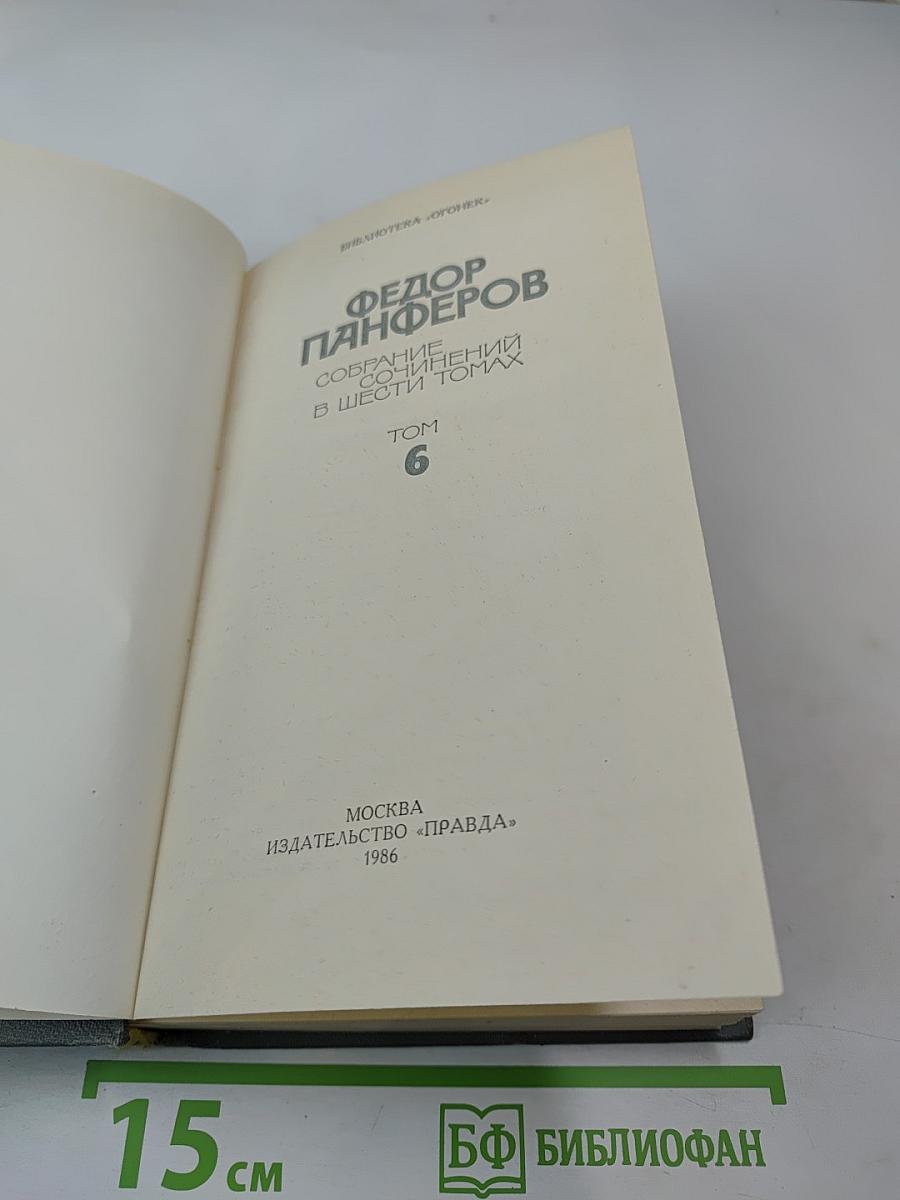 БИБЛИОТЕКА «ОГОНЕК»
ФЕДОР
ПАНФЕРОВ
СОБРАНИЕ
СОЧИНЕНИЙ
В ШЕСТИ ТОМАХ
ТОМ
6
МОСКВА
ИЗДАТЕЛЬСТВО «ПРАВДА»
1986
15 см
БФ БИБЛИОФАН